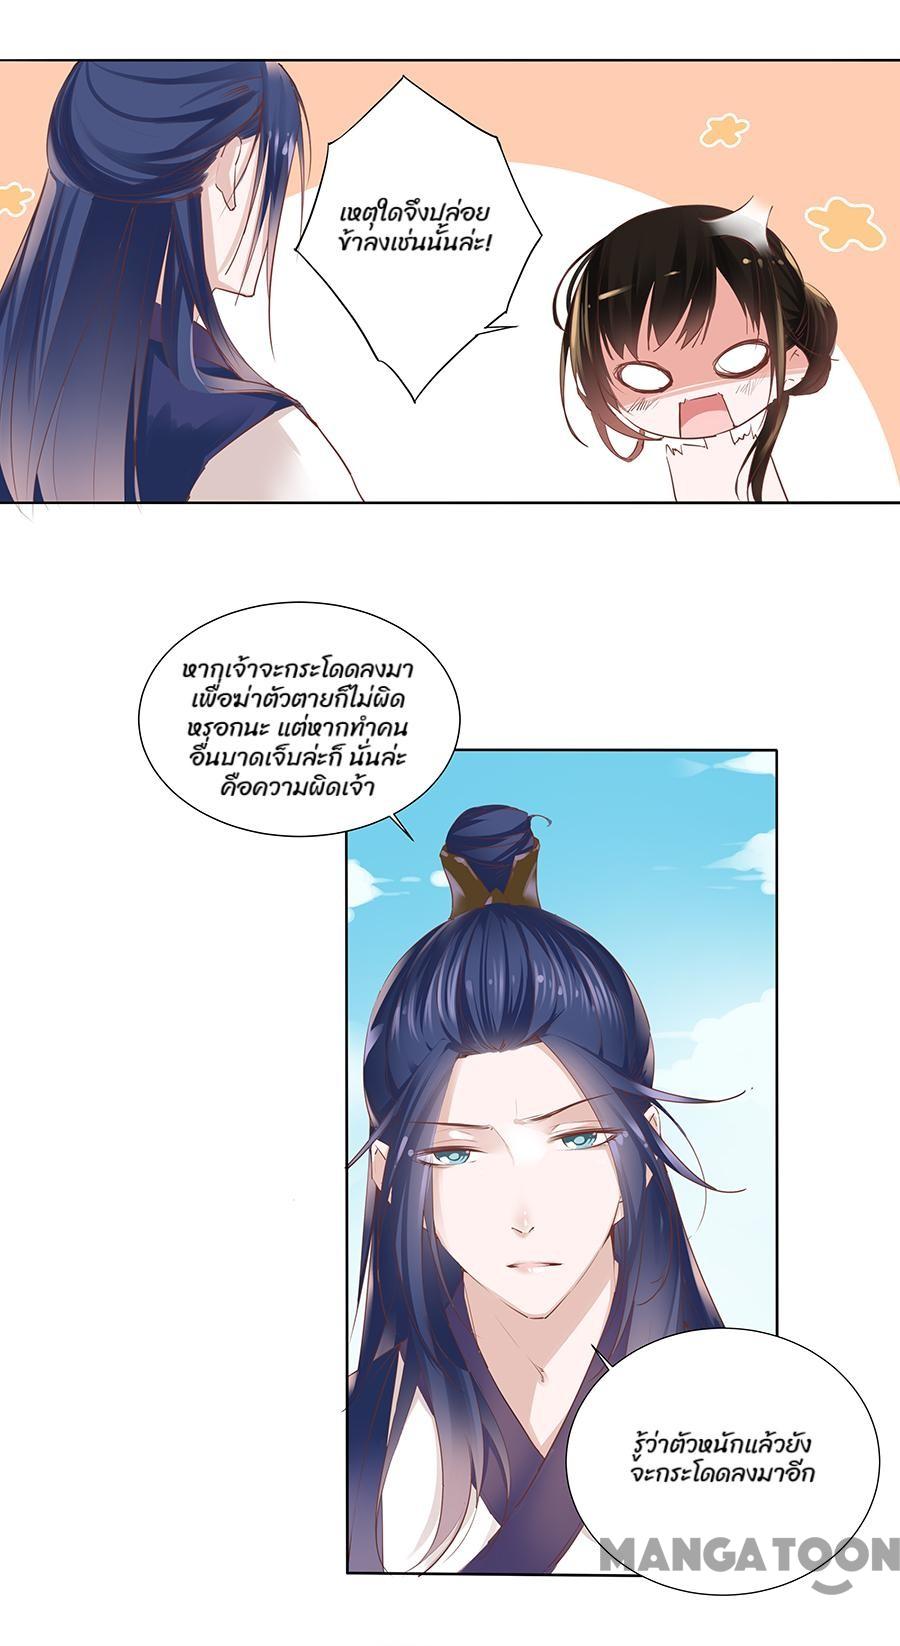 เหตุใดจึงปล่อย
ข้าลงเช่นนั้นล่ะ!
หากเจ้าจะกระโดดลงมา
เพื่อฆ่าตัวตายก็ไม่ผิด
หรอกนะ แต่หากทำคน
อื่นบาดเจ็บล่ะก็ นั่นล่ะ
คือความผิดเจ้า
รู้ว่าตัวหนักแล้วยัง
จะกระโดดลงมาอีก
MANGATOON